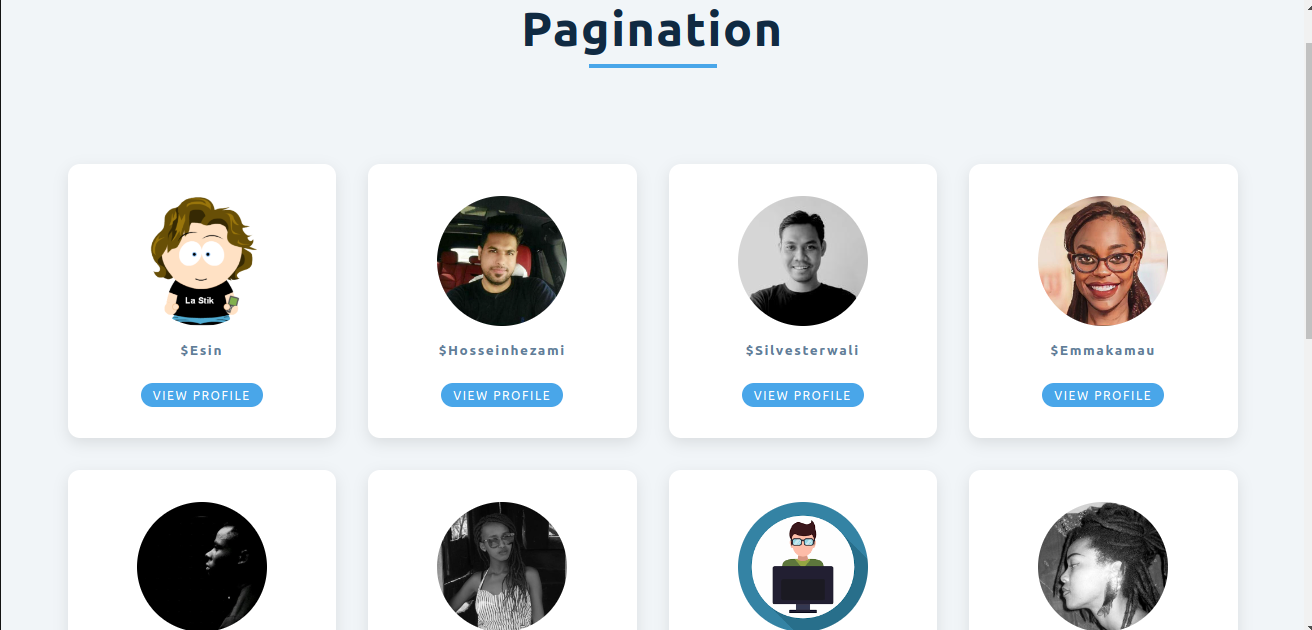 Pagination
La Stik
$Esin
$Hosseinhezami
$Silvesterwali
$Emmakamau
VIEW PROFILE
VIEW PROFILE
VIEW PROFILE
VIEW PROFILE